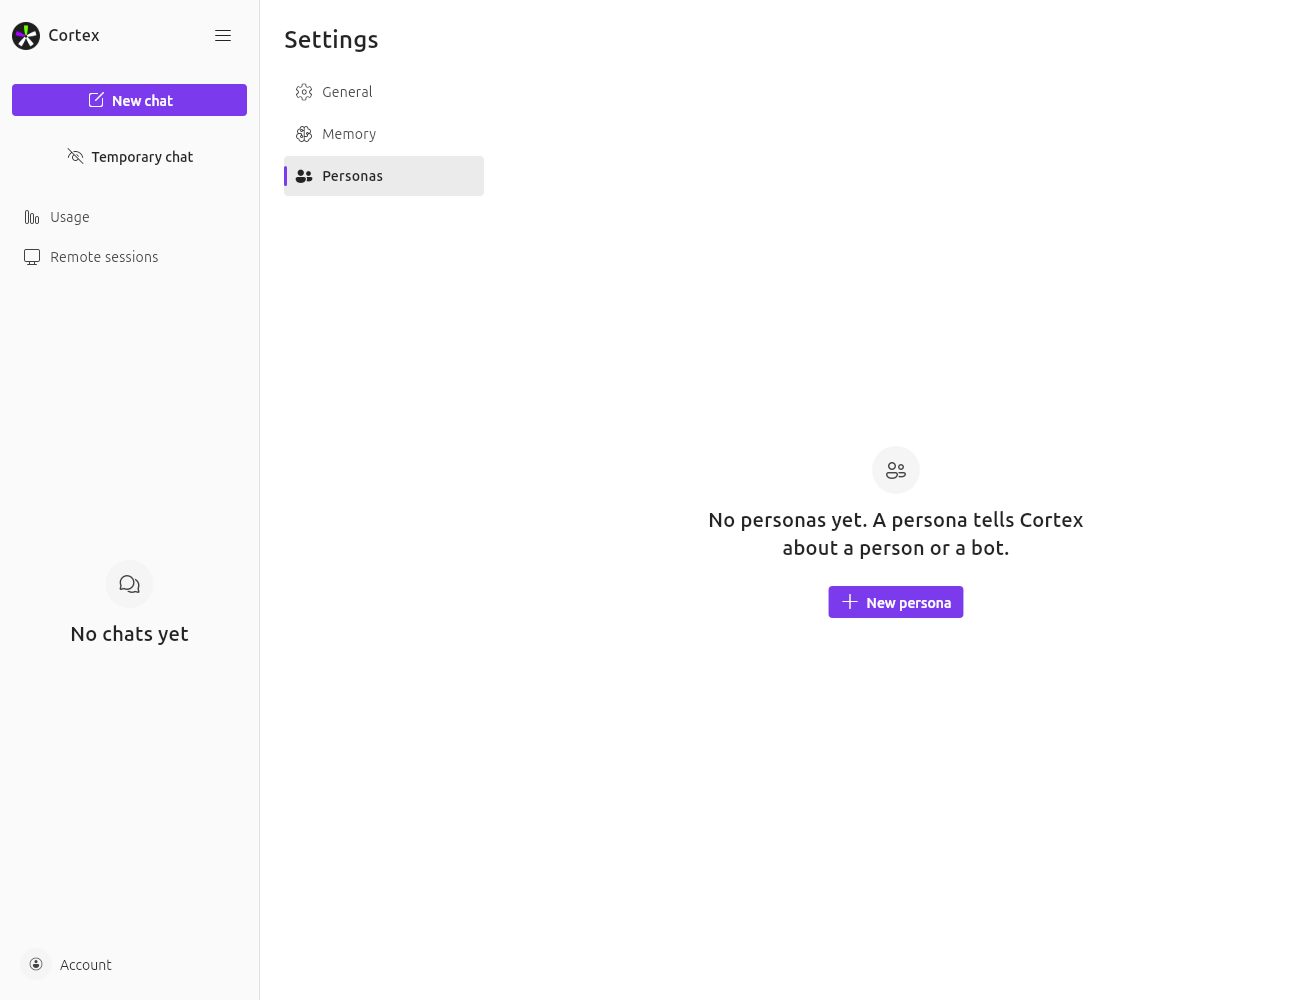 Cortex
New chat
Temporary chat
Usage
Remote sessions
No chats yet
Account
Settings
General
Memory
Personas
No personas yet. A persona tells Cortex
about a person or a bot.
New persona